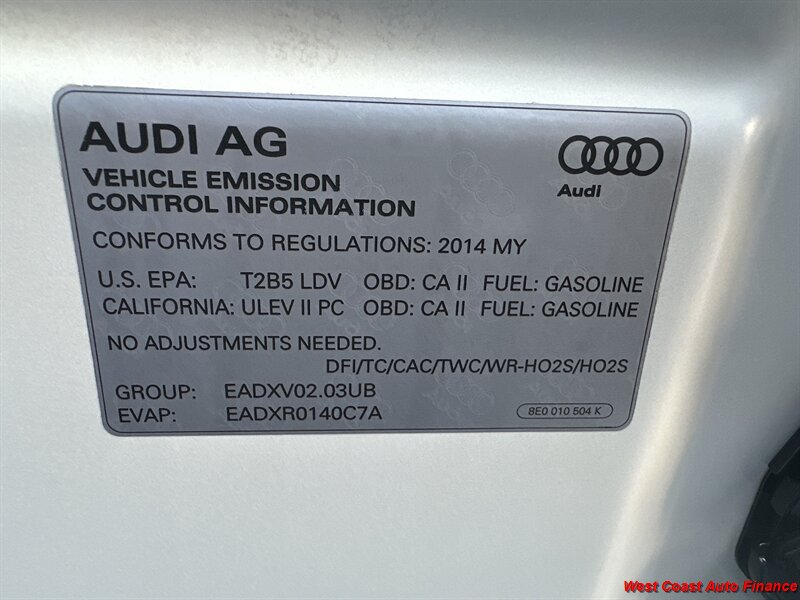 AUDI AG
Audi
VEHICLE EMISSION
CONTROL INFORMATION
CONFORMS TO REGULATIONS: 2014 MY
U.S. EPA: T2B5 LDV OBD: CA II FUEL: GASOLINE
CALIFORNIA: ULEV II PC OBD: CA II FUEL: GASOLINE
NO ADJUSTMENTS NEEDED.
DFI/TC/CAC/TWC/WR-HO2S/HO2S
GROUP: EADXV02.03UB
EVAP: EADXR0140C7A
8E0 010 504 K
West Coast Auto Finance